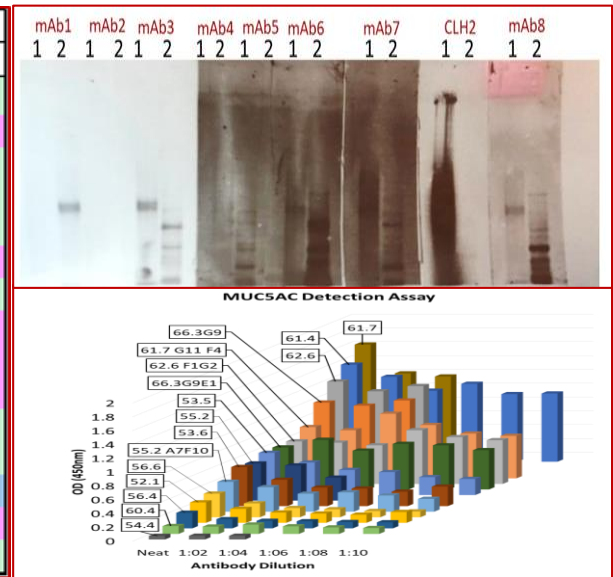 mAb1 mAb2 mAb3 mAb4 mAb5 mAb6 mAb7 CLH2 mAb8
1 2 1 2 1 2 1 2 1 2 1 2 1 2 1 2 1 2
MUC5AC Detection Assay
61.7
66.3G9
61.4
61.7 G11 F4
62.6
62.6 F1G2
66.3G9E1
53.5
55.2
53.6
55.2 A7F10
56.6
52.1
56.4
60.4
54.4
OD (450nm)
2
1.8
1.6
1.4
1.2
1
0.8
0.6
0.4
0.2
0
Neat 1:02 1:04 1:06 1:08 1:10
Antibody Dilution